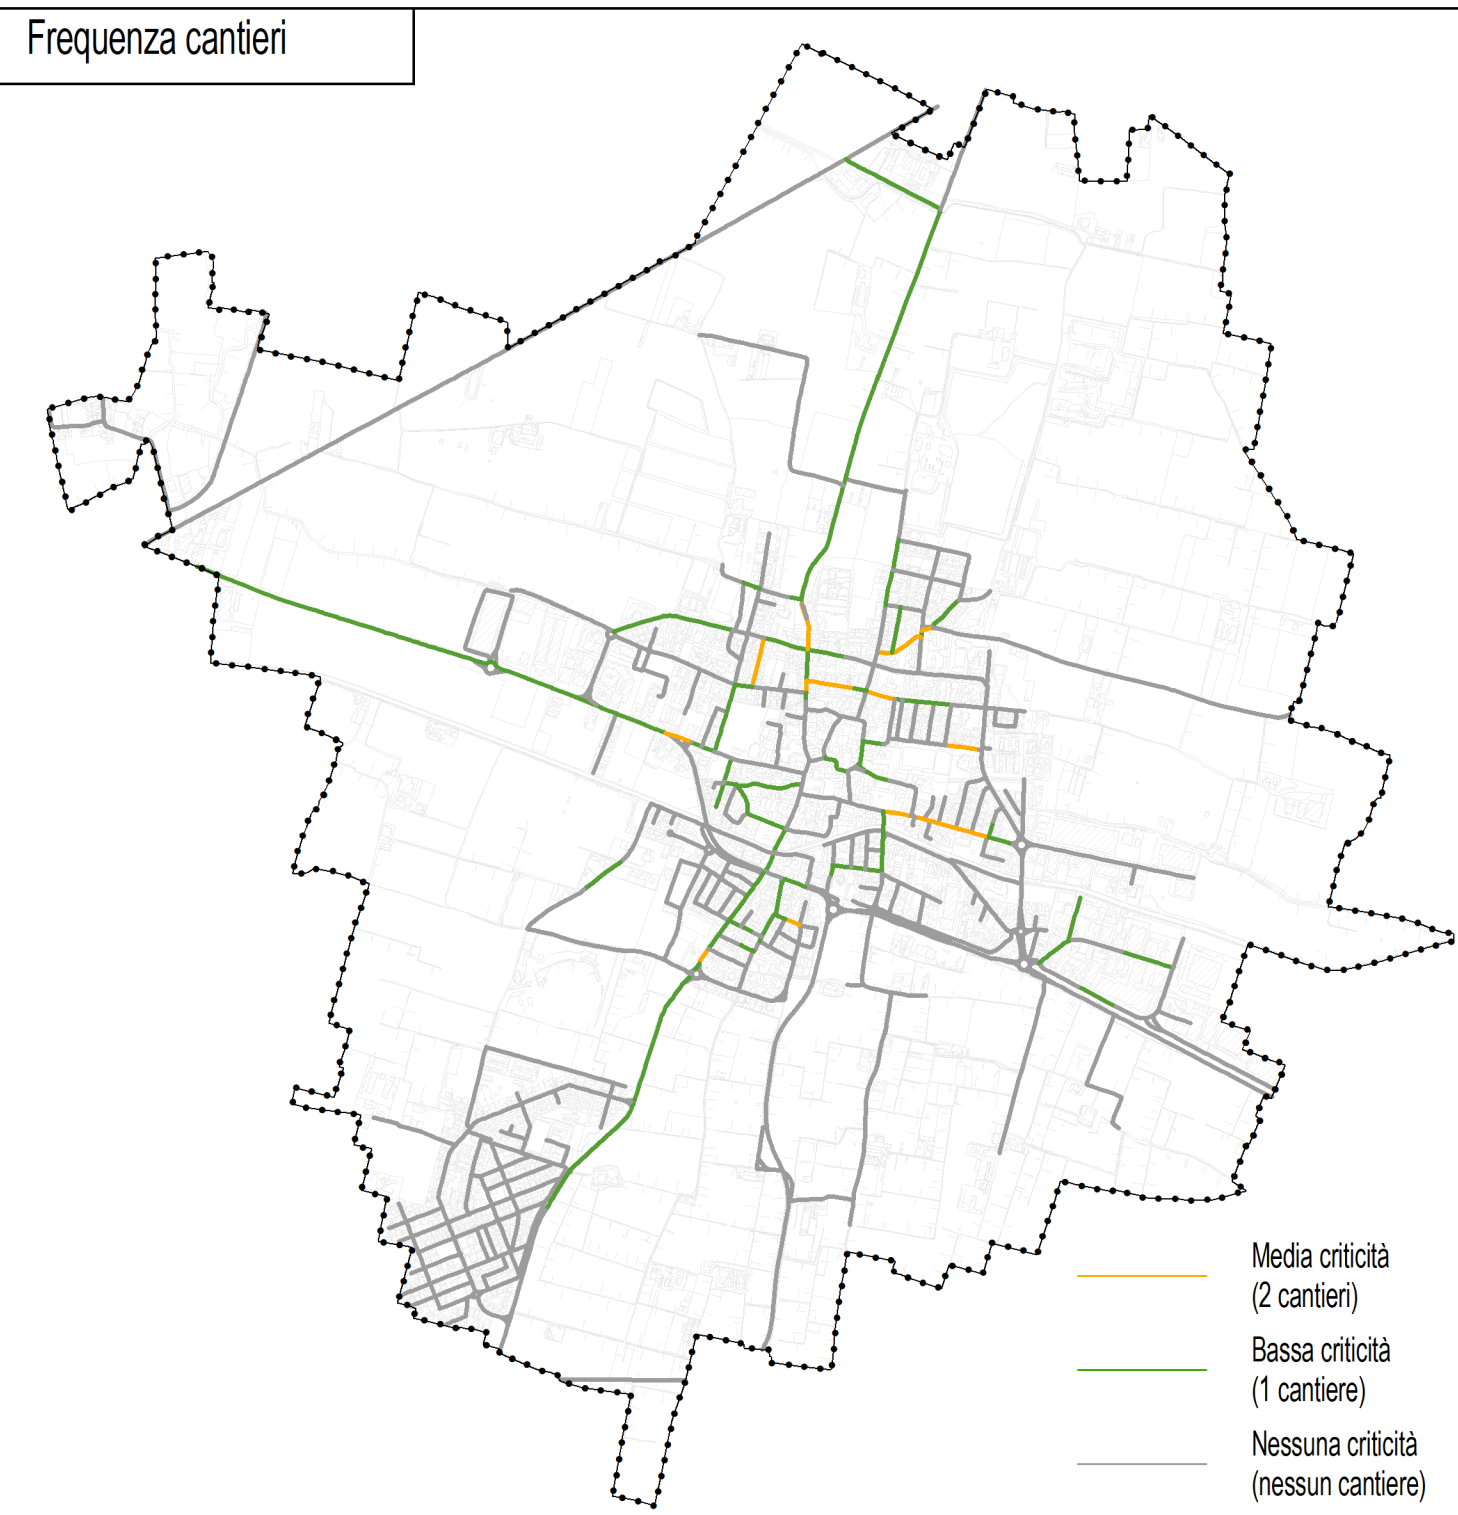 Frequenza cantieri
Media criticità
(2 cantieri)
Bassa criticità
(1 cantiere)
Nessuna criticità
(nessun cantiere)